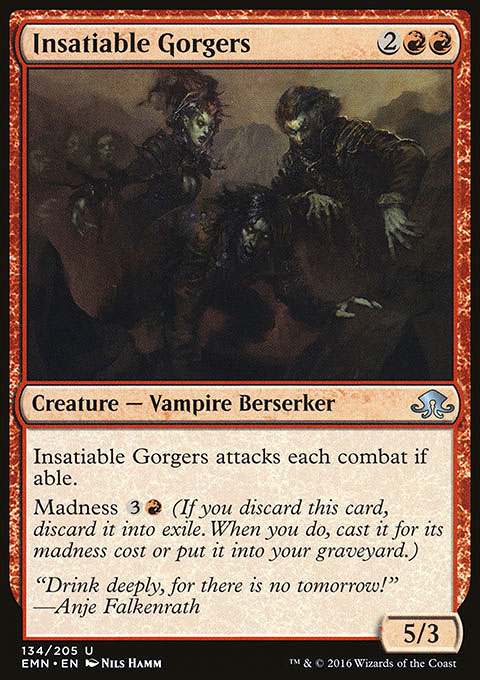 Insatiable Gorgers 2
Creature — Vampire Berserker
Insatiable Gorgers attacks each combat if
able.
Madness 3 (If you discard this card,
discard it into exile. When you do, cast it for its
madness cost or put it into your graveyard.)
“Drink deeply, for there is no tomorrow!”
—Anje Falkenrath
5/3
134/205 U
EMN • EN Nils Hamm
™ & © 2016 Wizards of the Coast